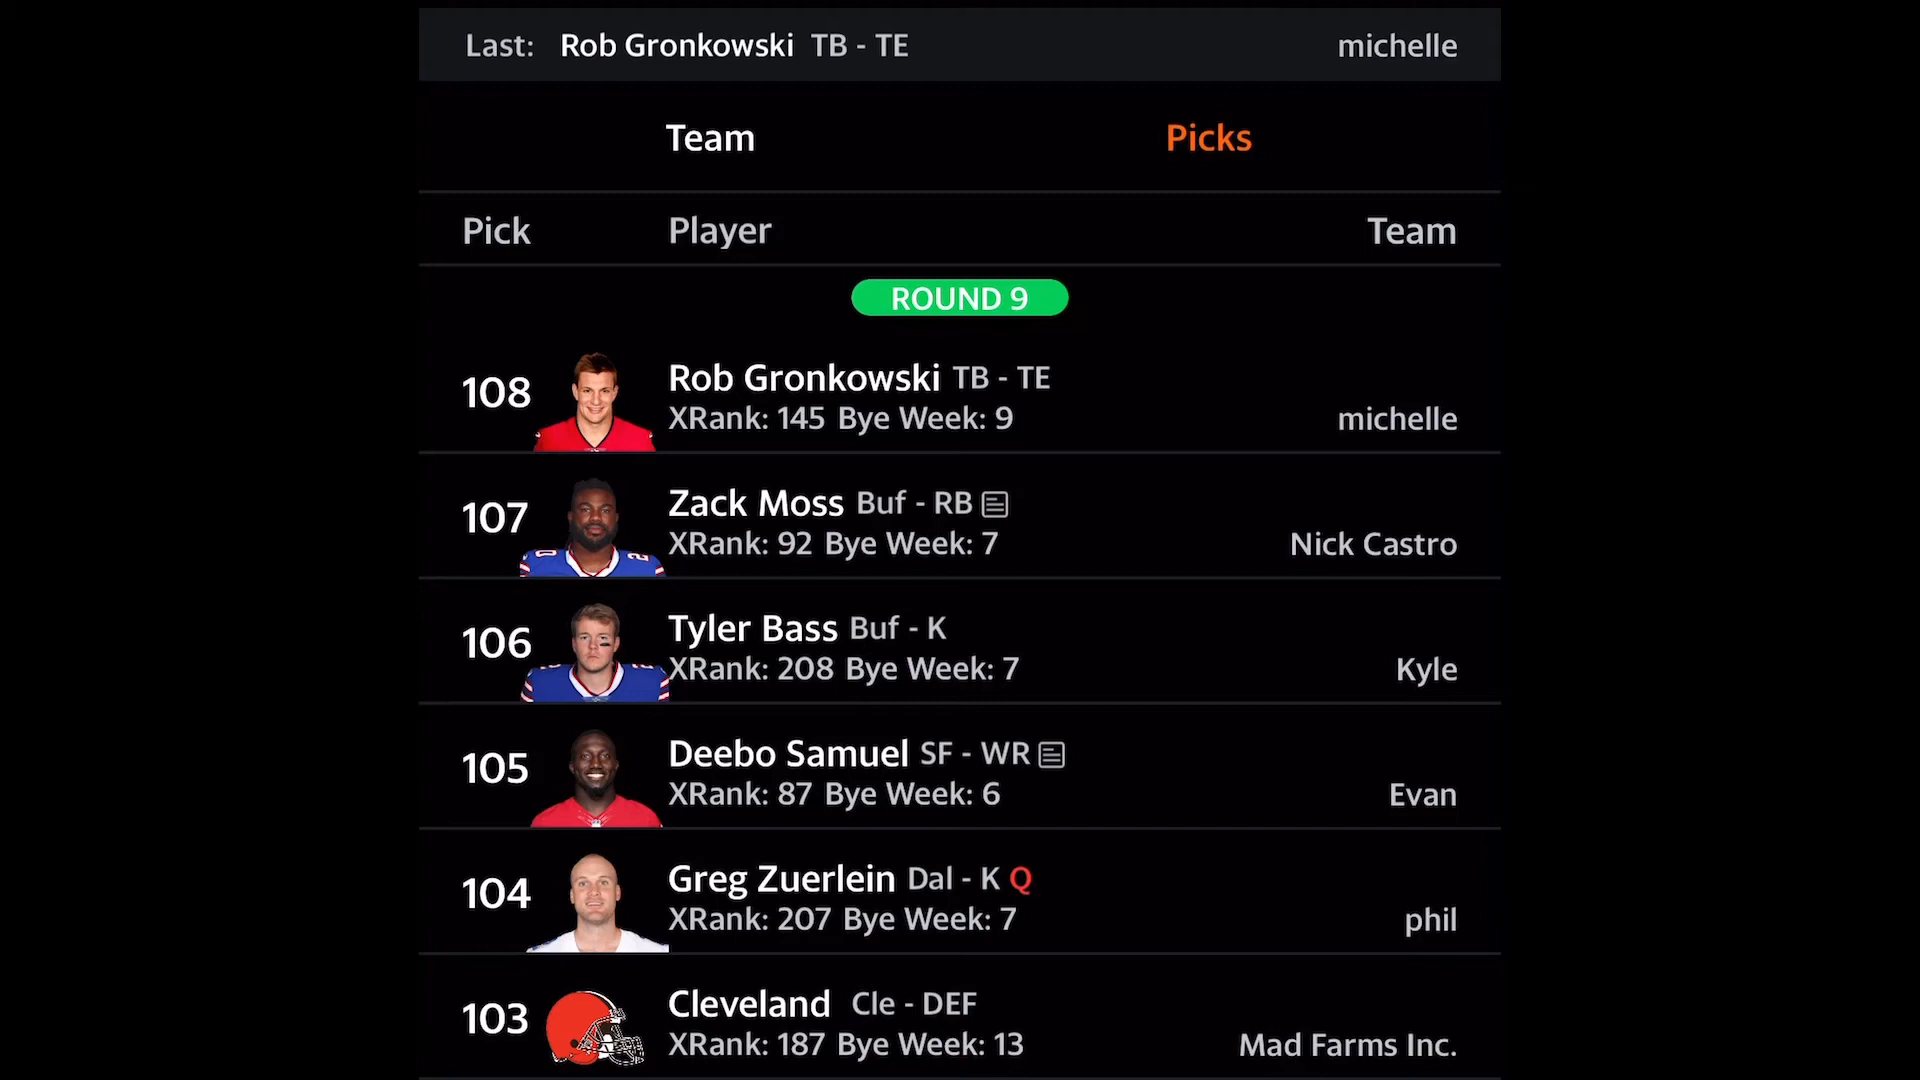 Last: Rob Gronkowski TB - TE michelle
Team Picks
Pick Player Team
ROUND 9
108 Rob Gronkowski TB - TE
XRank: 145 Bye Week: 9 michelle
107 Zack Moss Buf - RB
XRank: 92 Bye Week: 7 Nick Castro
106 Tyler Bass Buf - K
XRank: 208 Bye Week: 7 Kyle
105 Deebo Samuel SF - WR
XRank: 87 Bye Week: 6 Evan
104 Greg Zuerlein Dal - K Q
XRank: 207 Bye Week: 7 phil
103 Cleveland Cle - DEF
XRank: 187 Bye Week: 13 Mad Farms Inc.